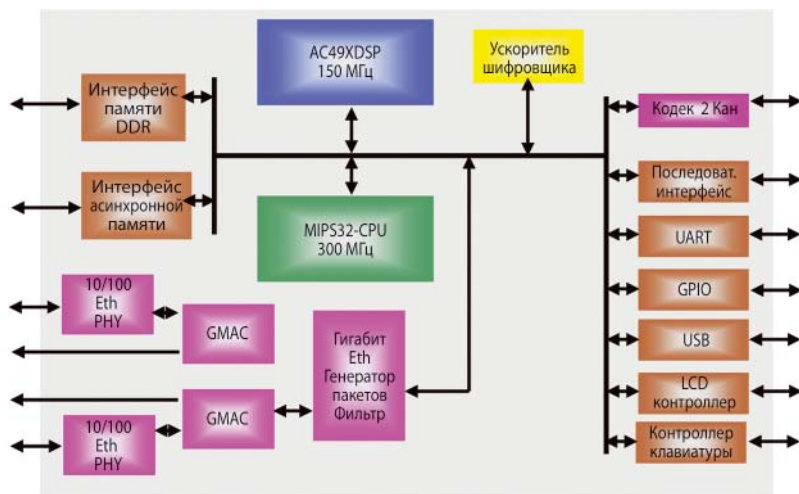 AC49XDSP
150 МГц
Ускоритель
шифровщика
Интерфейс
памяти
DDR
Кодек 2 Кан
Интерфейс
асинхронной
памяти
MIPS32-CPU
300 МГц
Последоват.
интерфейс
UART
GPIO
USB
LCD
контроллер
Контроллер
клавиатуры
10/100
Eth
PHY
GMAC
Гигабит
Eth
Генератор
пакетов
Фильтр
GMAC
10/100
Eth
PHY